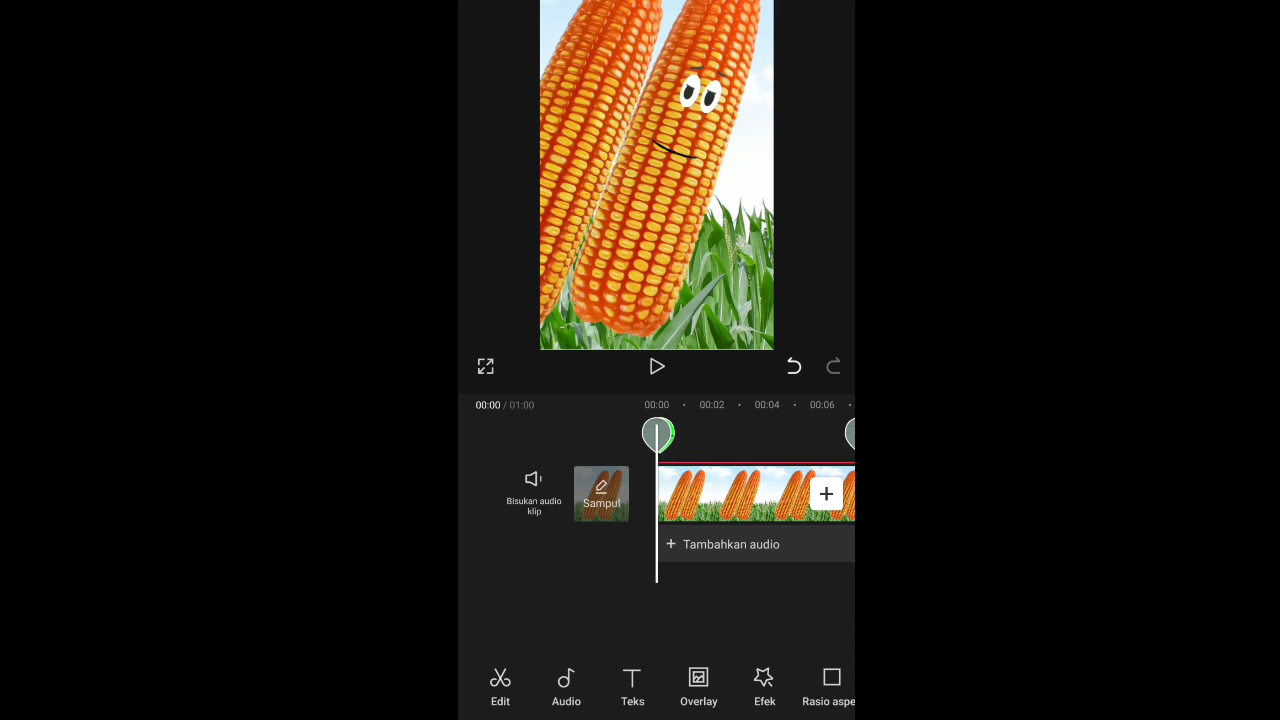 00:00 / 01:00
00:00 00:02 00:04 00:06
Bisukan audio
klip
Sampul
Tambahkan audio
Edit
Audio
Teks
Overlay
Efek
Rasio aspe